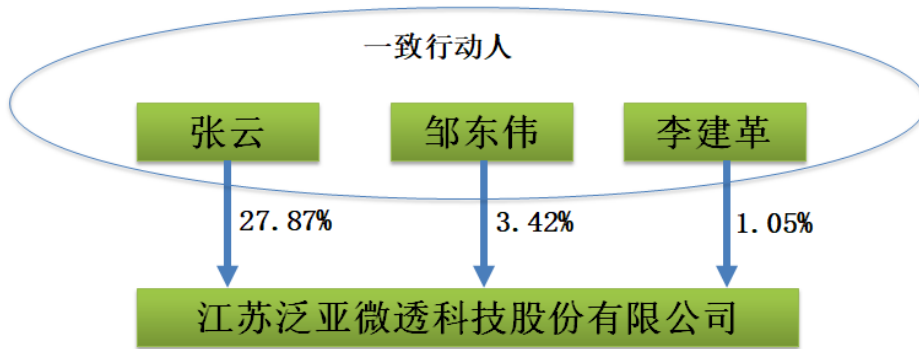 一致行动人
张云
邹东伟
李建革
27.87%
3.42%
1.05%
江苏泛亚微透科技股份有限公司